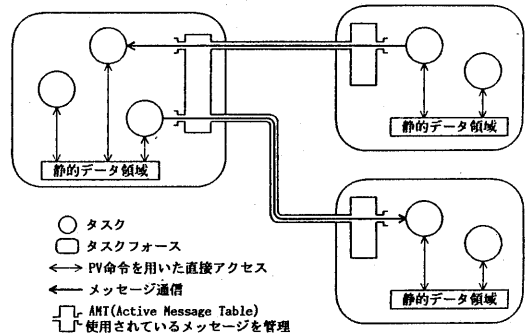 静的データ領域
静的データ領域
静的データ領域
タスク
タスクフォース
PV命令を用いた直接アクセス
メッセージ通信
AMT(Active Message Table)
使用されているメッセージを管理